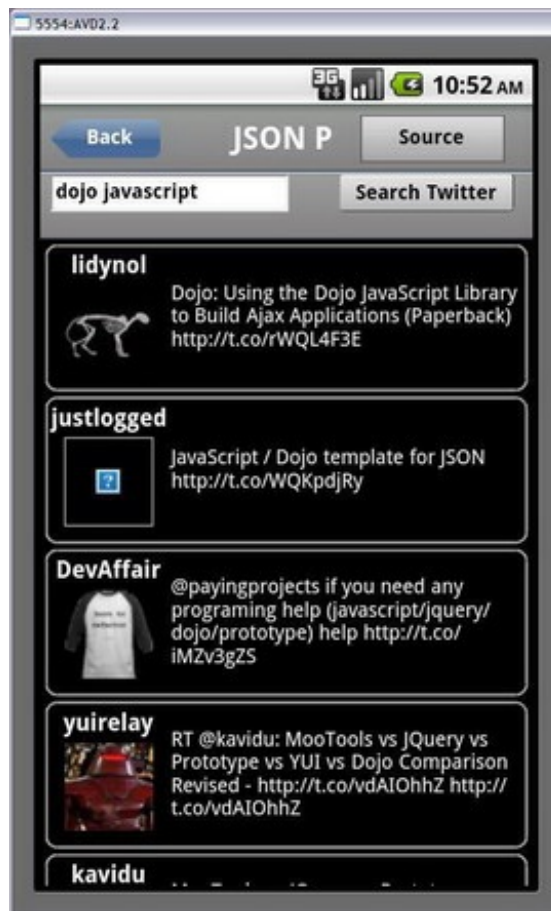 5554:AVD2.2
3G
10:52 AM
Back
JSON P
Source
dojo javascript
Search Twitter
lidynol
Dojo: Using the Dojo JavaScript Library
to Build Ajax Applications (Paperback)
http://t.co/rWQL4F3E
justlogged
JavaScript / Dojo template for JSON
http://t.co/WQKpdjRy
?
DevAffair
@payingprojects if you need any
programing help (javascript/jquery/
dojo/prototype) help http://t.co/
iMZv3gZS
yuirelay
RT @kavidu: MooTools vs JQuery vs
Prototype vs YUI vs Dojo Comparison
Revised - http://t.co/vdAIOhhZ http://
t.co/vdAIOhhZ
kavidu